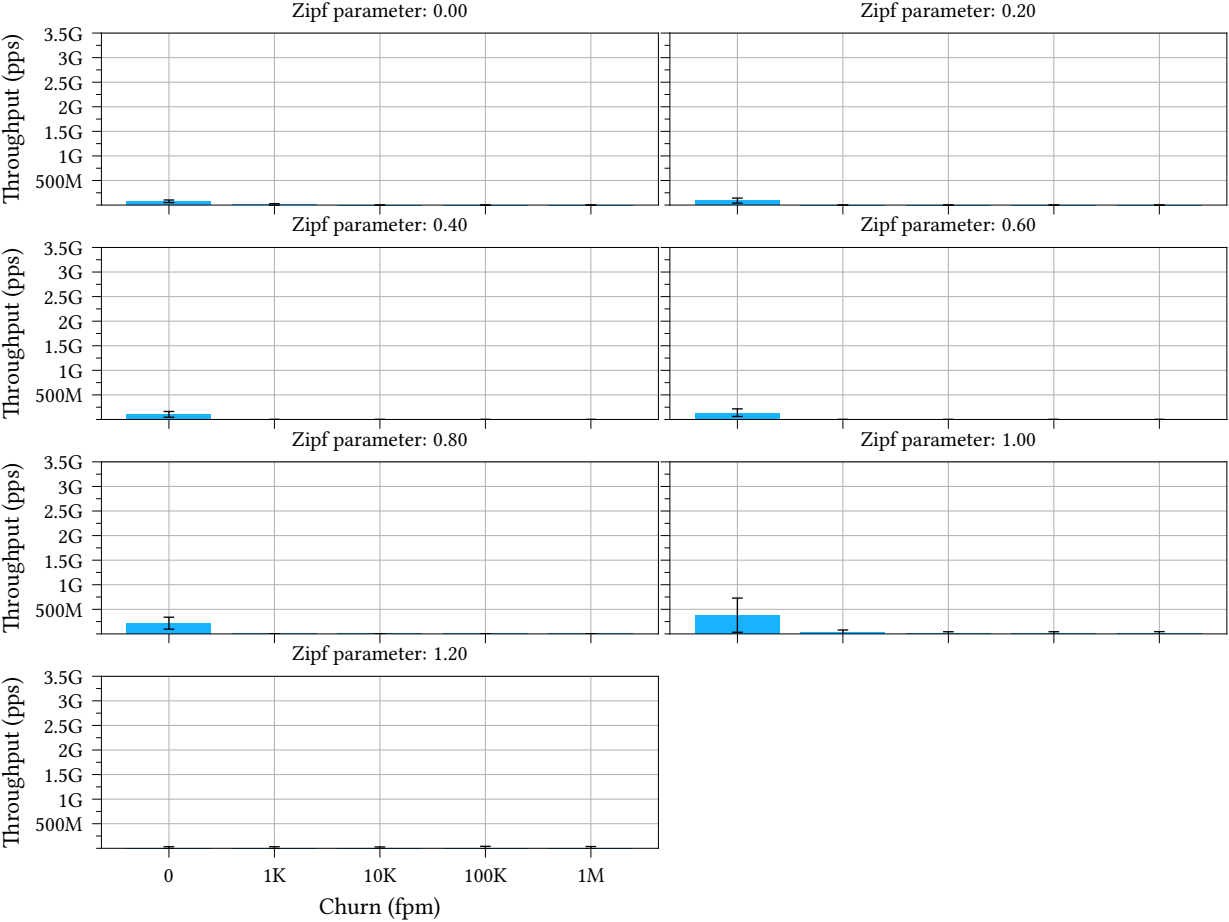 Zipf parameter: 0.00
Zipf parameter: 0.20
Throughput (pps)
3.5G
3G
2.5G
2G
1.5G
1G
500M
Zipf parameter: 0.40
Zipf parameter: 0.60
Throughput (pps)
3.5G
3G
2.5G
2G
1.5G
1G
500M
Zipf parameter: 0.80
Zipf parameter: 1.00
Throughput (pps)
3.5G
3G
2.5G
2G
1.5G
1G
500M
Zipf parameter: 1.20
Throughput (pps)
3.5G
3G
2.5G
2G
1.5G
1G
500M
0 1K 10K 100K 1M
Churn (fpm)